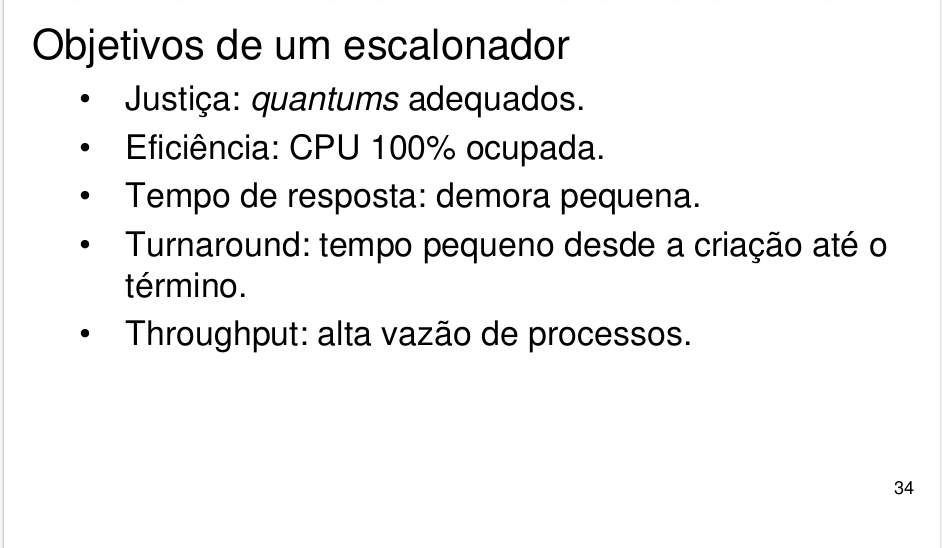 Objetivos de um escalonador
• Justiça: quantums adequados.
• Eficiência: CPU 100% ocupada.
• Tempo de resposta: demora pequena.
• Turnaround: tempo pequeno desde a criação até o
término.
• Throughput: alta vazão de processos.
34